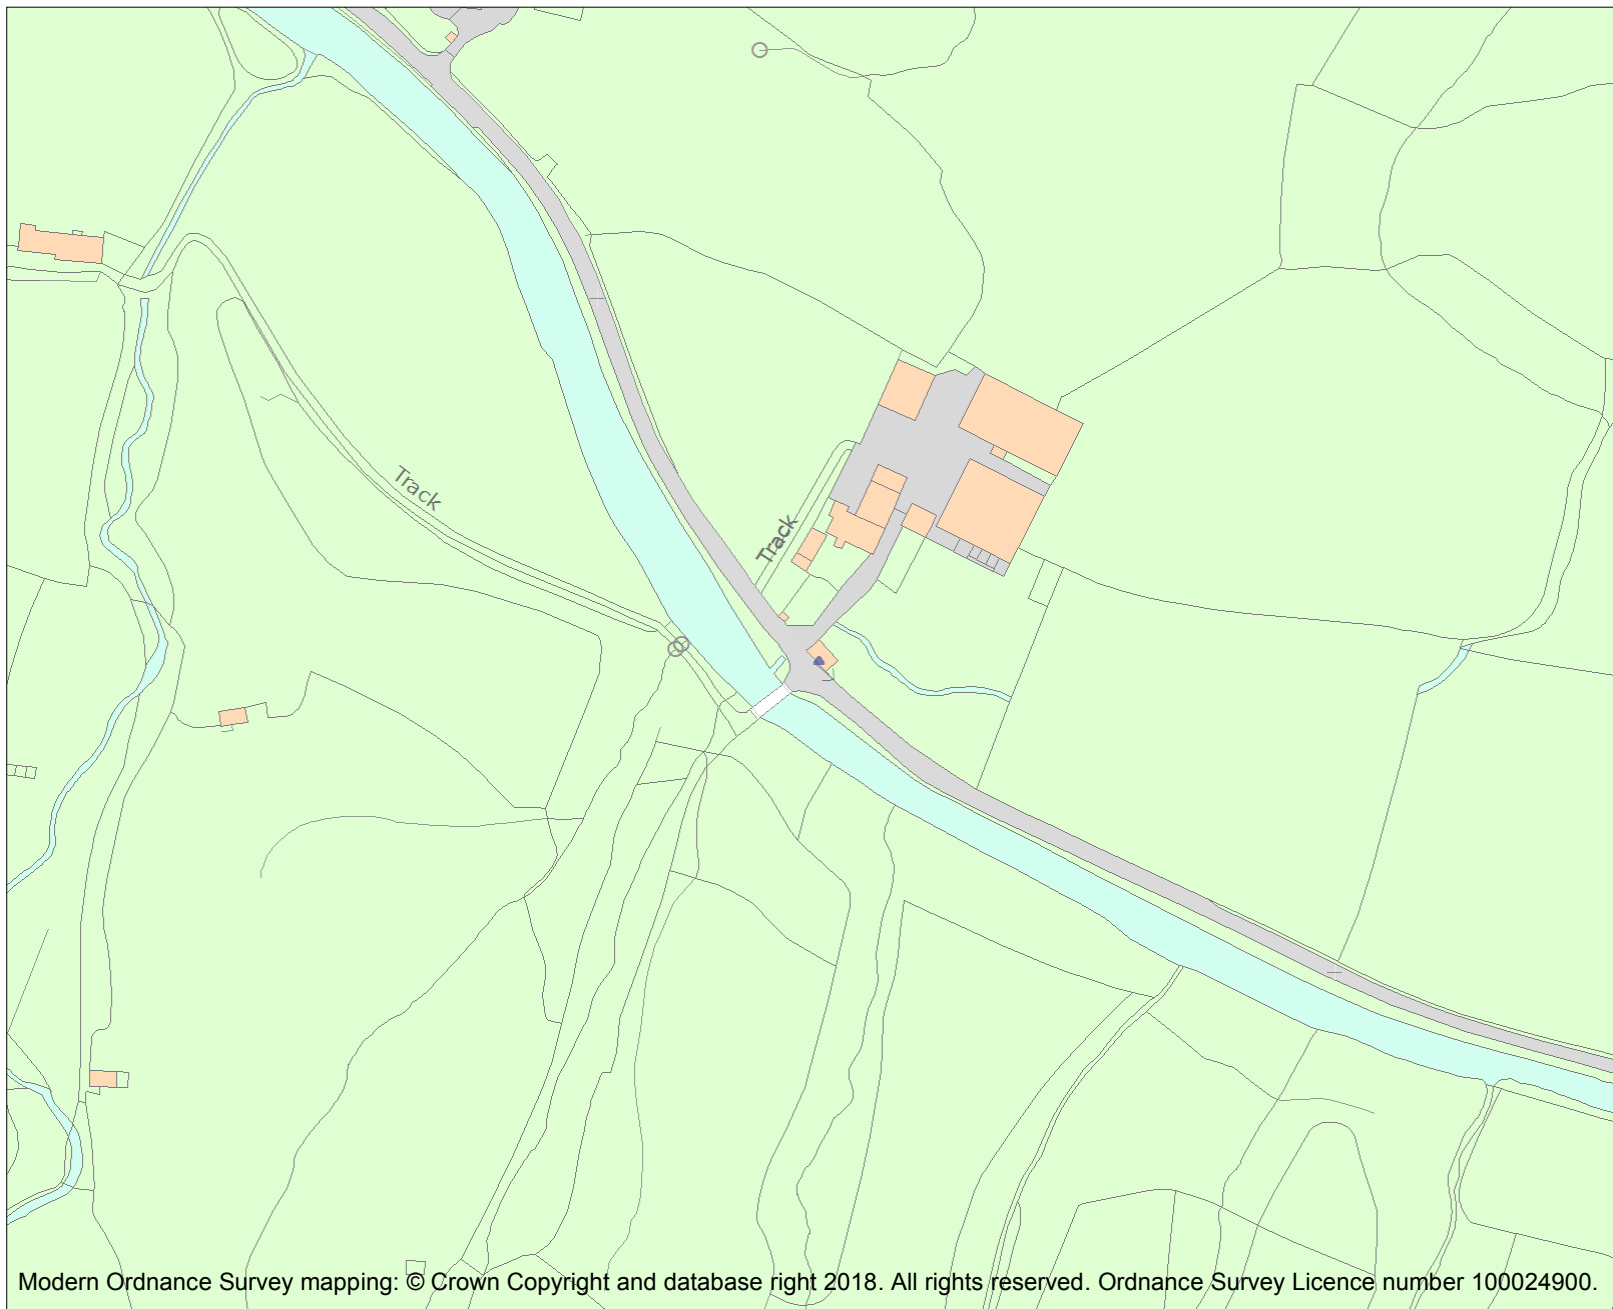 Track
Track
Modern Ordnance Survey mapping: © Crown Copyright and database right 2018. All rights reserved. Ordnance Survey Licence number 100024900.